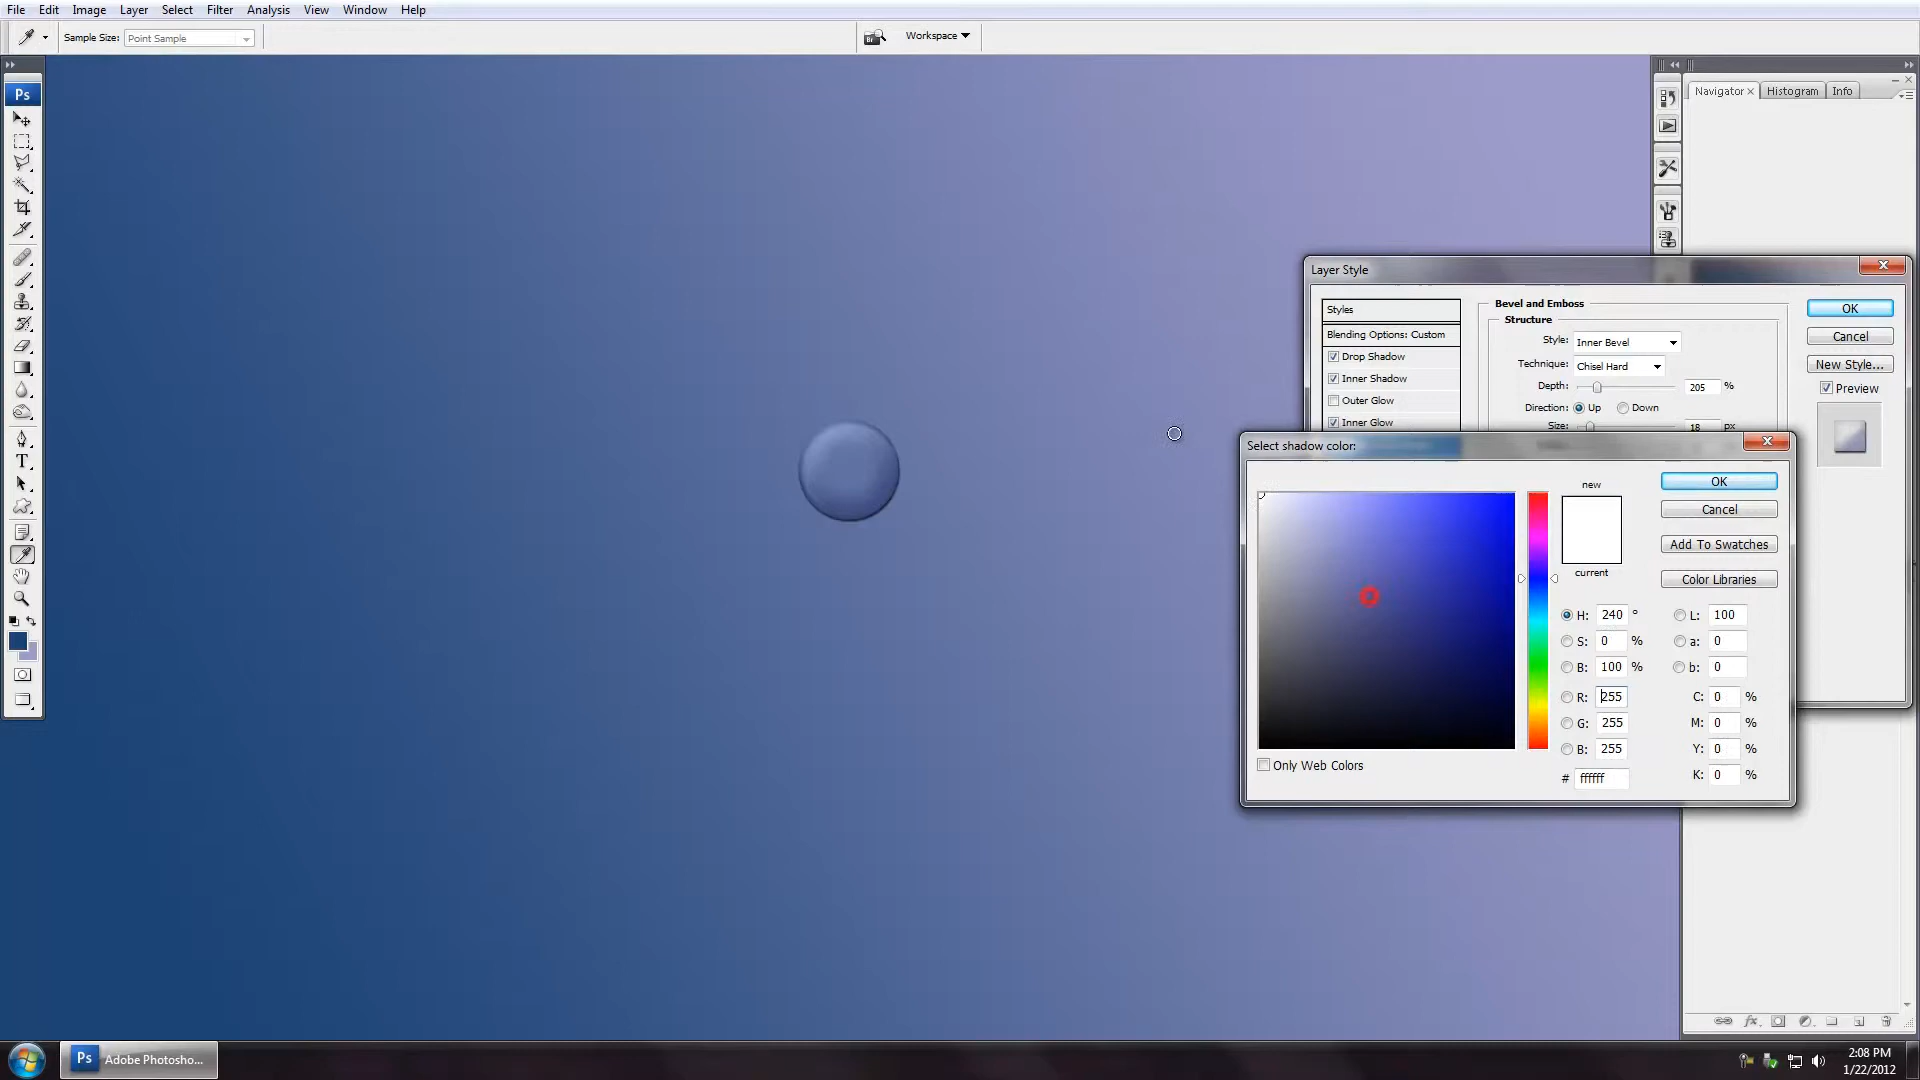 File Edit Image Layer Select Filter Analysis View Window Help
Sample Size: Point Sample
Br
Workspace
Ps
Navigator × Histogram Info
T
Layer Style
Styles
Blending Options: Custom
Drop Shadow
Inner Shadow
Outer Glow
Inner Glow
Bevel and Emboss
Structure
Style: Inner Bevel
Technique: Chisel Hard
Depth: 205 %
Direction: Up Down
Size: 18 px
OK
Cancel
New Style...
Preview
Select shadow color:
new
current
OK
Cancel
Add To Swatches
Color Libraries
H: 240 ° L: 100
S: 0 % a: 0
B: 100 % b: 0
R: 255 C: 0 %
G: 255 M: 0 %
B: 255 Y: 0 %
# ffffff K: 0 %
Only Web Colors
fx
Ps Adobe Photosho...
2:08 PM
1/22/2012